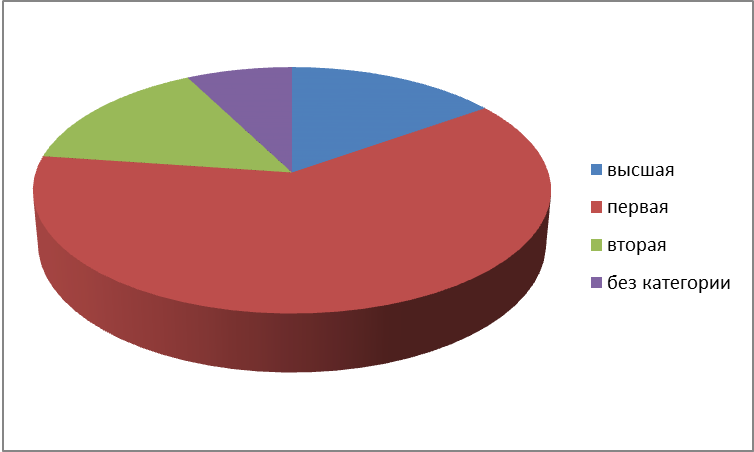 высшая
первая
вторая
без категории